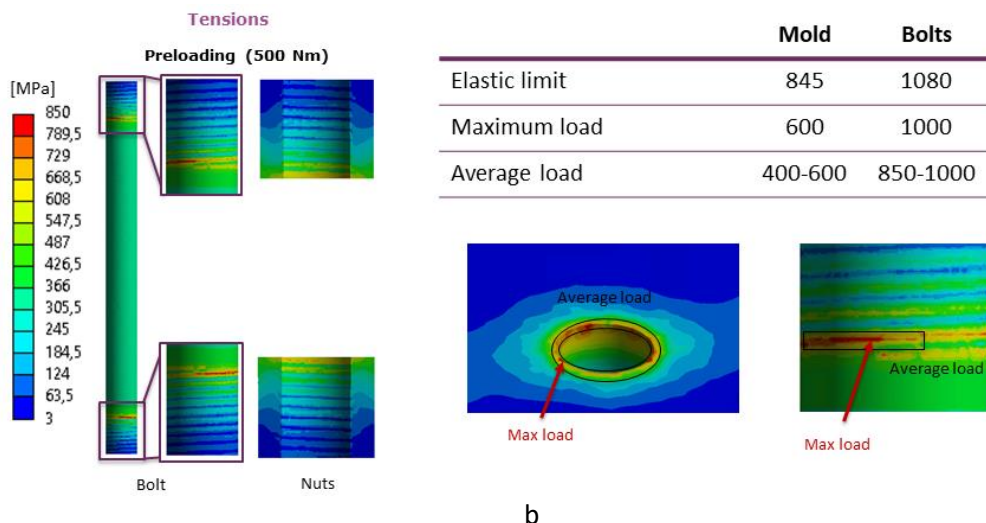 Tensions
Preloading (500 Nm)
[MPa]
850
789,5
729
668,5
608
547,5
487
426,5
366
305,5
245
184,5
124
63,5
3
Bolt
Nuts
Mold Bolts
Elastic limit 845 1080
Maximum load 600 1000
Average load 400-600 850-1000
Average load
Max load
Average load
Max load
b